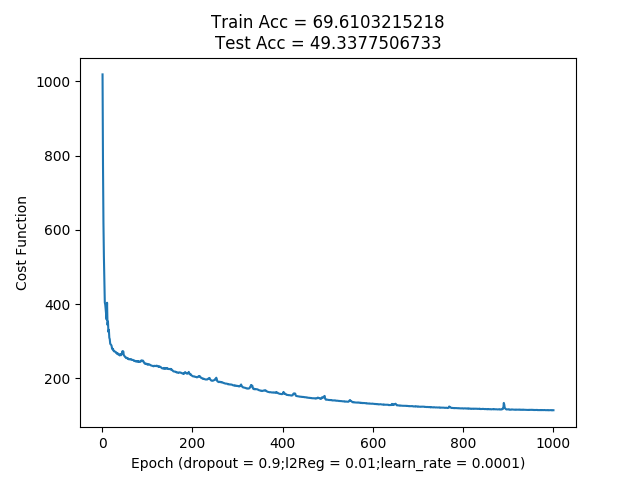 Train Acc = 69.6103215218
Test Acc = 49.3377506733
1000
800
600
400
200
Cost Function
0
200
400
600
800
1000
Epoch (dropout = 0.9;l2Reg = 0.01;learn_rate = 0.0001)